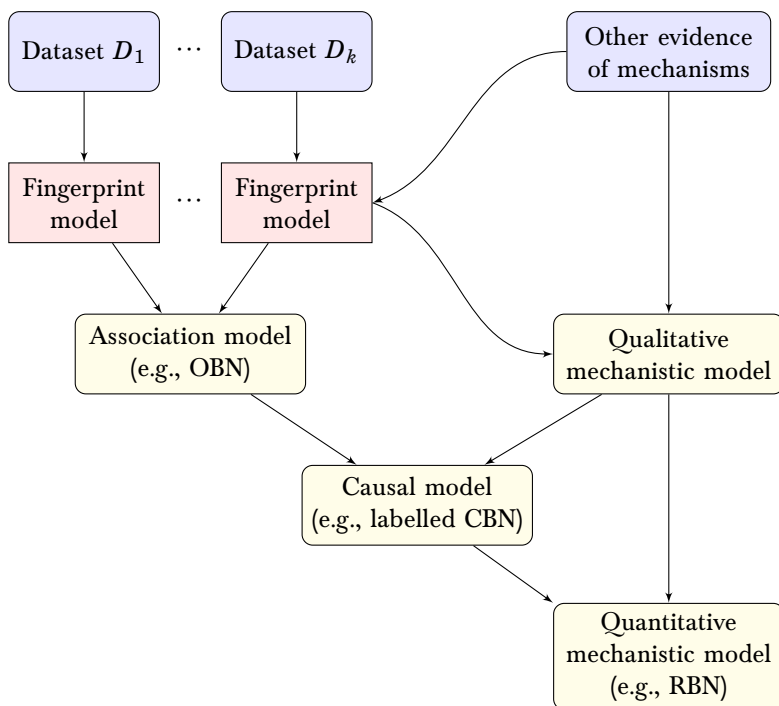 Dataset D1
⋯
Dataset Dk
Other evidence
of mechanisms
Fingerprint
model
⋯
Fingerprint
model
Association model
(e.g., OBN)
Qualitative
mechanistic model
Causal model
(e.g., labelled CBN)
Quantitative
mechanistic model
(e.g., RBN)